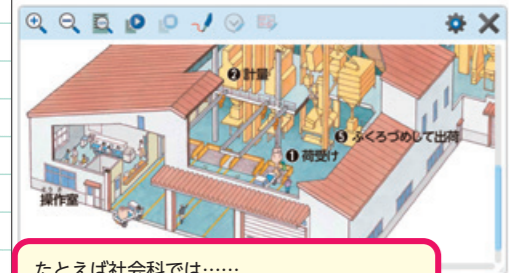 ❷計量
❶荷受け
❺ふくろづめして出荷
操作室
たとえば社会科では……